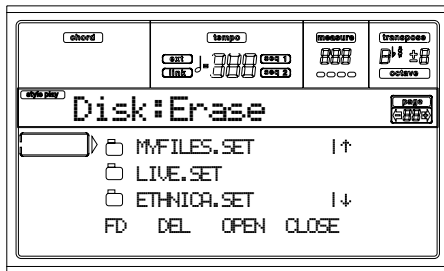 chord tempo measure transpose
ext seq 1
link seq 2
octave
style play
Disk:Erase
page
MYFILES.SET
LIVE.SET
ETHNICA.SET
FD DEL OPEN CLOSE